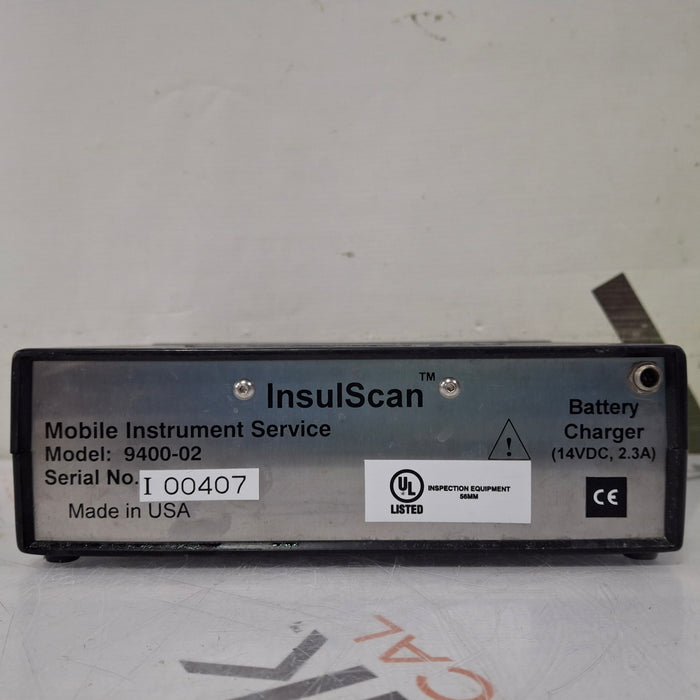 InsulScan™
Mobile Instrument Service
Model: 9400-02
Serial No. I 00407
Made in USA
UL
LISTED
INSPECTION EQUIPMENT
56MM
!
Battery
Charger
(14VDC, 2.3A)
CE
CAL